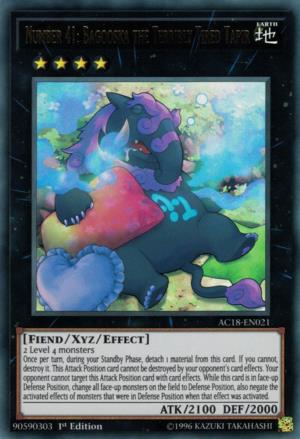 NUMBER 41: BAGOOSKA THE TERRIBLY TIRED TAPIR
EARTH
地
41
AC18-EN021
[FIEND/XYZ/EFFECT]
2 Level 4 monsters
Once per turn, during your Standby Phase, detach 1 material from this card. If you cannot,
destroy it. This Attack Position card cannot be destroyed by your opponent's card effects. Your
opponent cannot target this Attack Position card with card effects. While this card is in face-up
Defense Position, change all face-up monsters on the field to Defense Position, also negate the
activated effects of monsters that were in Defense Position when that effect was activated.
ATK/2100 DEF/2000
90590303 1st Edition ©1996 KAZUKI TAKAHASHI